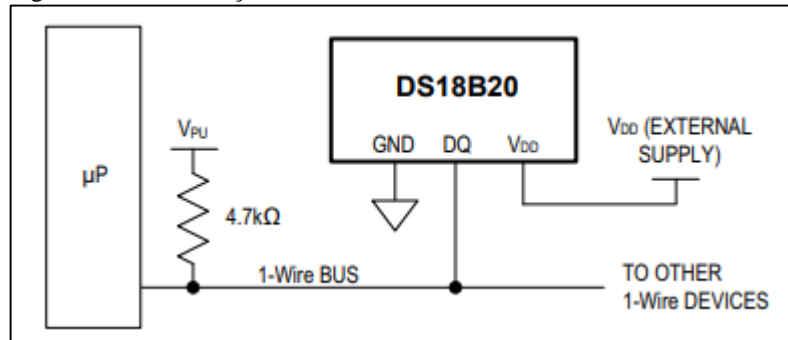 DS18B20
GND DQ VDD
VDD (EXTERNAL
SUPPLY)
VPU
µP
4.7kΩ
1-Wire BUS
TO OTHER
1-Wire DEVICES